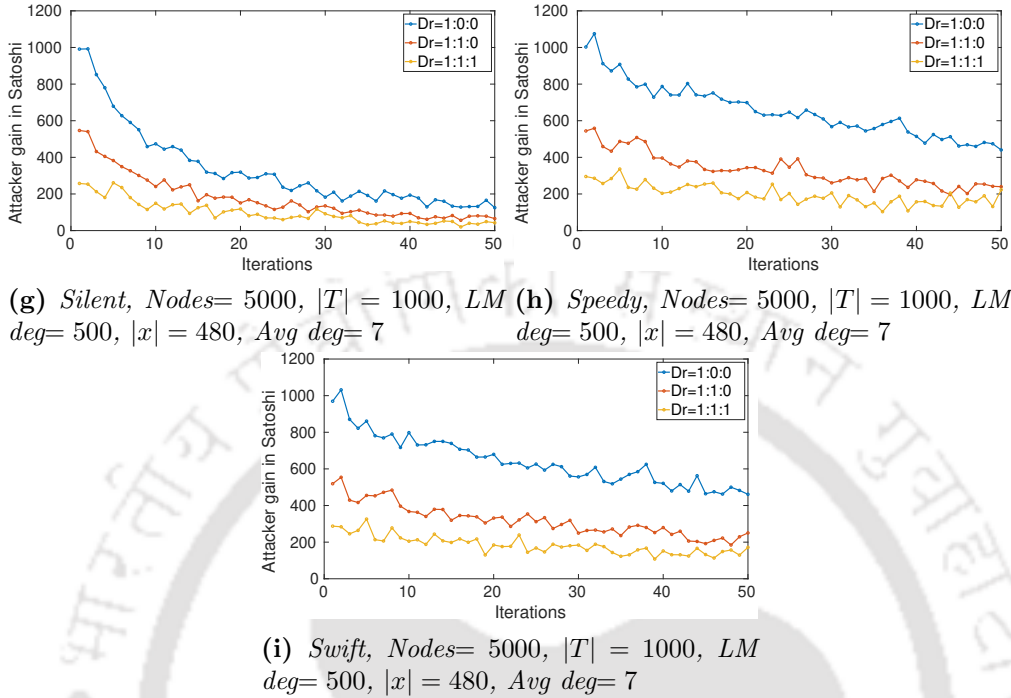 1200
1000
800
600
400
200
0
Attacker gain in Satoshi
Dr=1:0:0
Dr=1:1:0
Dr=1:1:1
0 10 20 30 40 50
Iterations
(g) Silent, Nodes= 5000, |T| = 1000, LM
deg= 500, |x| = 480, Avg deg= 7
1200
1000
800
600
400
200
0
Attacker gain in Satoshi
Dr=1:0:0
Dr=1:1:0
Dr=1:1:1
0 10 20 30 40 50
Iterations
(h) Speedy, Nodes= 5000, |T| = 1000, LM
deg= 500, |x| = 480, Avg deg= 7
1200
1000
800
600
400
200
0
Attacker gain in Satoshi
Dr=1:0:0
Dr=1:1:0
Dr=1:1:1
0 10 20 30 40 50
Iterations
(i) Swift, Nodes= 5000, |T| = 1000, LM
deg= 500, |x| = 480, Avg deg= 7